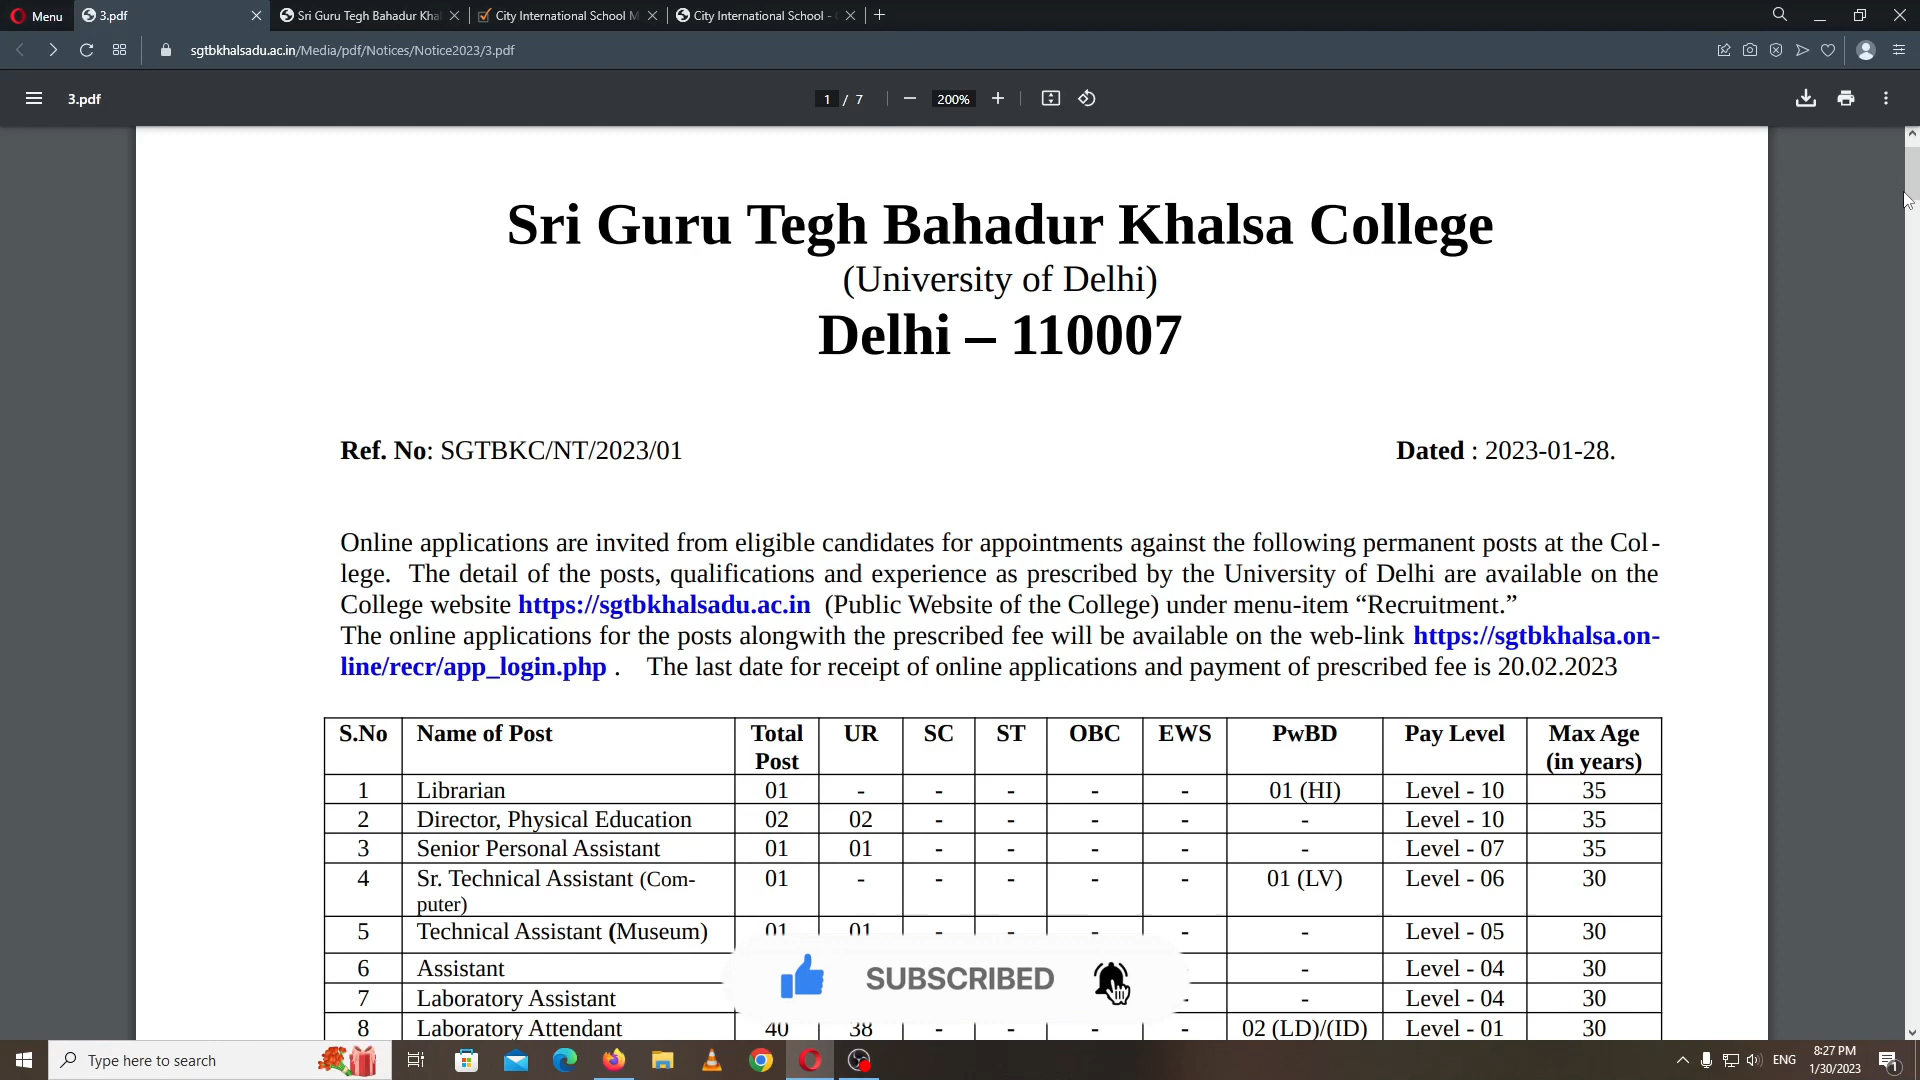 Menu
3.pdf
Sri Guru Tegh Bahadur Khal
City International School M
City International School -
sgtbkhalsadu.ac.in/Media/pdf/Notices/Notice2023/3.pdf
3.pdf
1 / 7
200%
Sri Guru Tegh Bahadur Khalsa College
(University of Delhi)
Delhi – 110007
Ref. No: SGTBKC/NT/2023/01 Dated : 2023-01-28.
Online applications are invited from eligible candidates for appointments against the following permanent posts at the Col-
lege. The detail of the posts, qualifications and experience as prescribed by the University of Delhi are available on the
College website https://sgtbkhalsadu.ac.in (Public Website of the College) under menu-item “Recruitment.”
The online applications for the posts alongwith the prescribed fee will be available on the web-link https://sgtbkhalsa.on-
line/recr/app_login.php . The last date for receipt of online applications and payment of prescribed fee is 20.02.2023
S.No Name of Post Total Post UR SC ST OBC EWS PwBD Pay Level Max Age (in years)
1 Librarian 01 - - - - - 01 (HI) Level - 10 35
2 Director, Physical Education 02 02 - - - - - Level - 10 35
3 Senior Personal Assistant 01 01 - - - - - Level - 07 35
4 Sr. Technical Assistant (Com-
puter) 01 - - - - - 01 (LV) Level - 06 30
5 Technical Assistant (Museum) 01 01 - - - - - Level - 05 30
6 Assistant - - Level - 04 30
7 Laboratory Assistant - - Level - 04 30
8 Laboratory Attendant 40 38 - - - - 02 (LD)/(ID) Level - 01 30
SUBSCRIBED
Type here to search
ENG
8:27 PM
1/30/2023
1